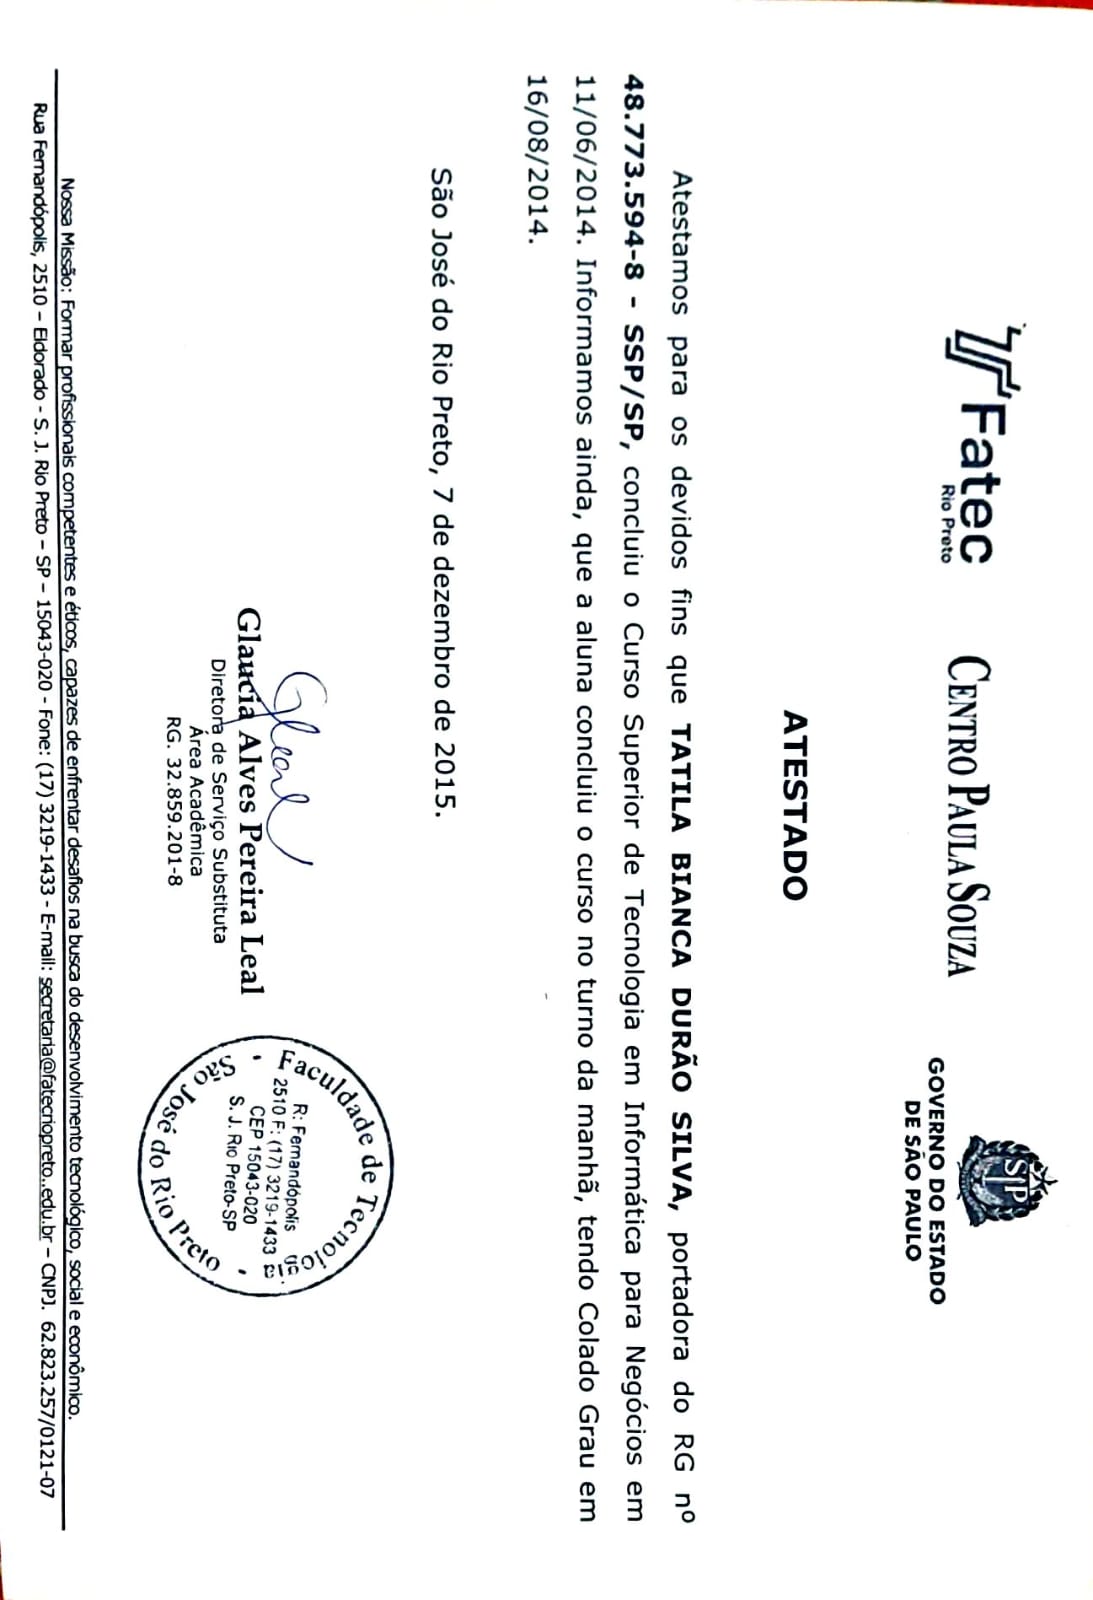 Fatec
Rio Preto
CENTRO PAULA SOUZA
SP
GOVERNO DO ESTADO
DE SÃO PAULO
ATESTADO
Atestamos para os devidos fins que TATILA BIANCA DURÃO SILVA, portadora do RG nº
48.773.594-8 - SSP/SP, concluiu o Curso Superior de Tecnologia em Informática para Negócios em
11/06/2014. Informamos ainda, que a aluna concluiu o curso no turno da manhã, tendo Colado Grau em
16/08/2014.
São José do Rio Preto, 7 de dezembro de 2015.
GLeal
Glaucia Alves Pereira Leal
Diretora de Serviço Substituta
Área Acadêmica
RG. 32.859.201-8
Faculdade de Tecnologia
R: Fernandópolis
2510 F: (17) 3219-1433
CEP 15043-020
S. J. Rio Preto-SP
São José do Rio Preto
Nossa Missão: Formar profissionais competentes e éticos, capazes de enfrentar desafios na busca do desenvolvimento tecnológico, social e econômico.
Rua Fernandópolis, 2510 – Eldorado - S. J. Rio Preto – SP – 15043-020 - Fone: (17) 3219-1433 - E-mail: secretaria@fatecriopreto..edu.br – CNPJ. 62.823.257/0121-07